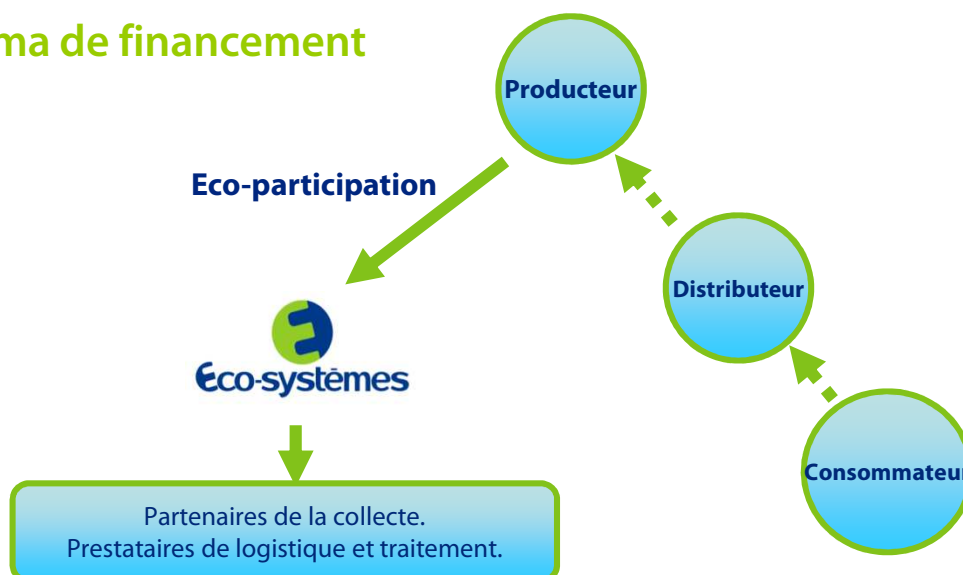 ma de financement
Producteur
Eco-participation
Distributeur
Eco-systèmes
Consommateur
Partenaires de la collecte.
Prestataires de logistique et traitement.